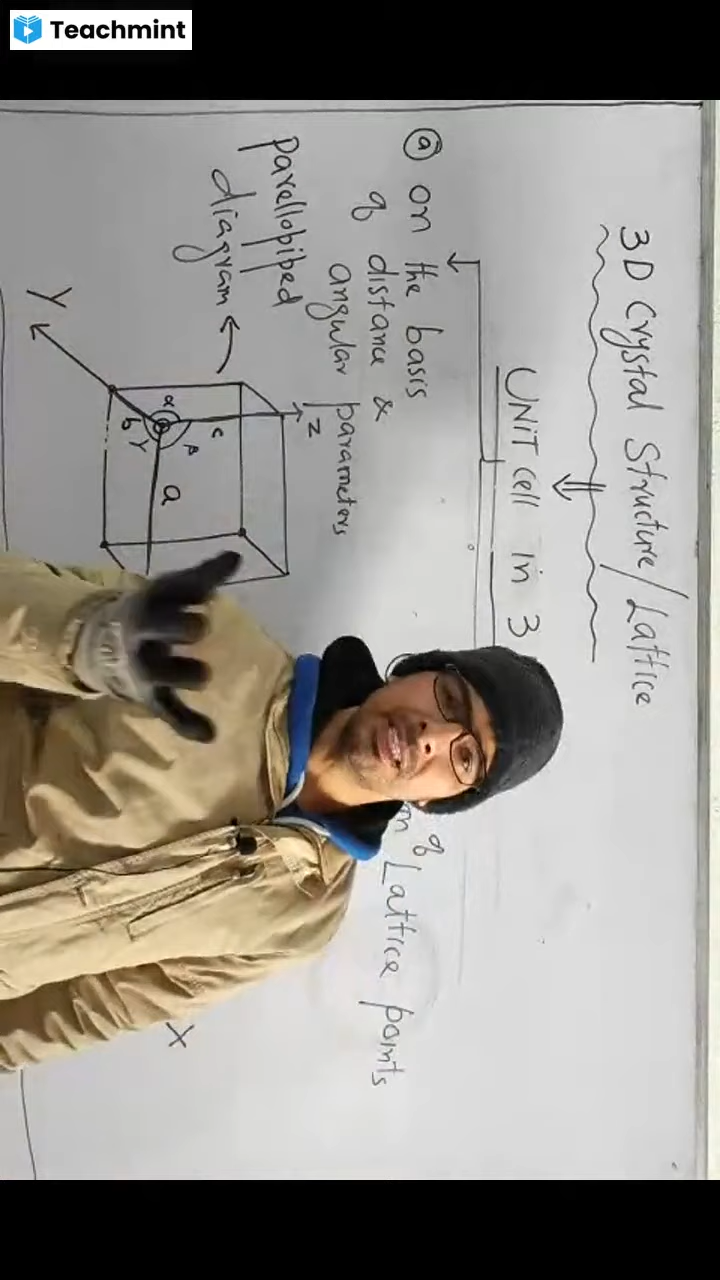 Teachmint
3D Crystal Structure/Lattice
UNIT Cell in 3
(a) on the basis
of distance &
angular parameters
parellopiped
diagram
Z
Y
X
α
β
γ
a
b
c
of
Lattice points